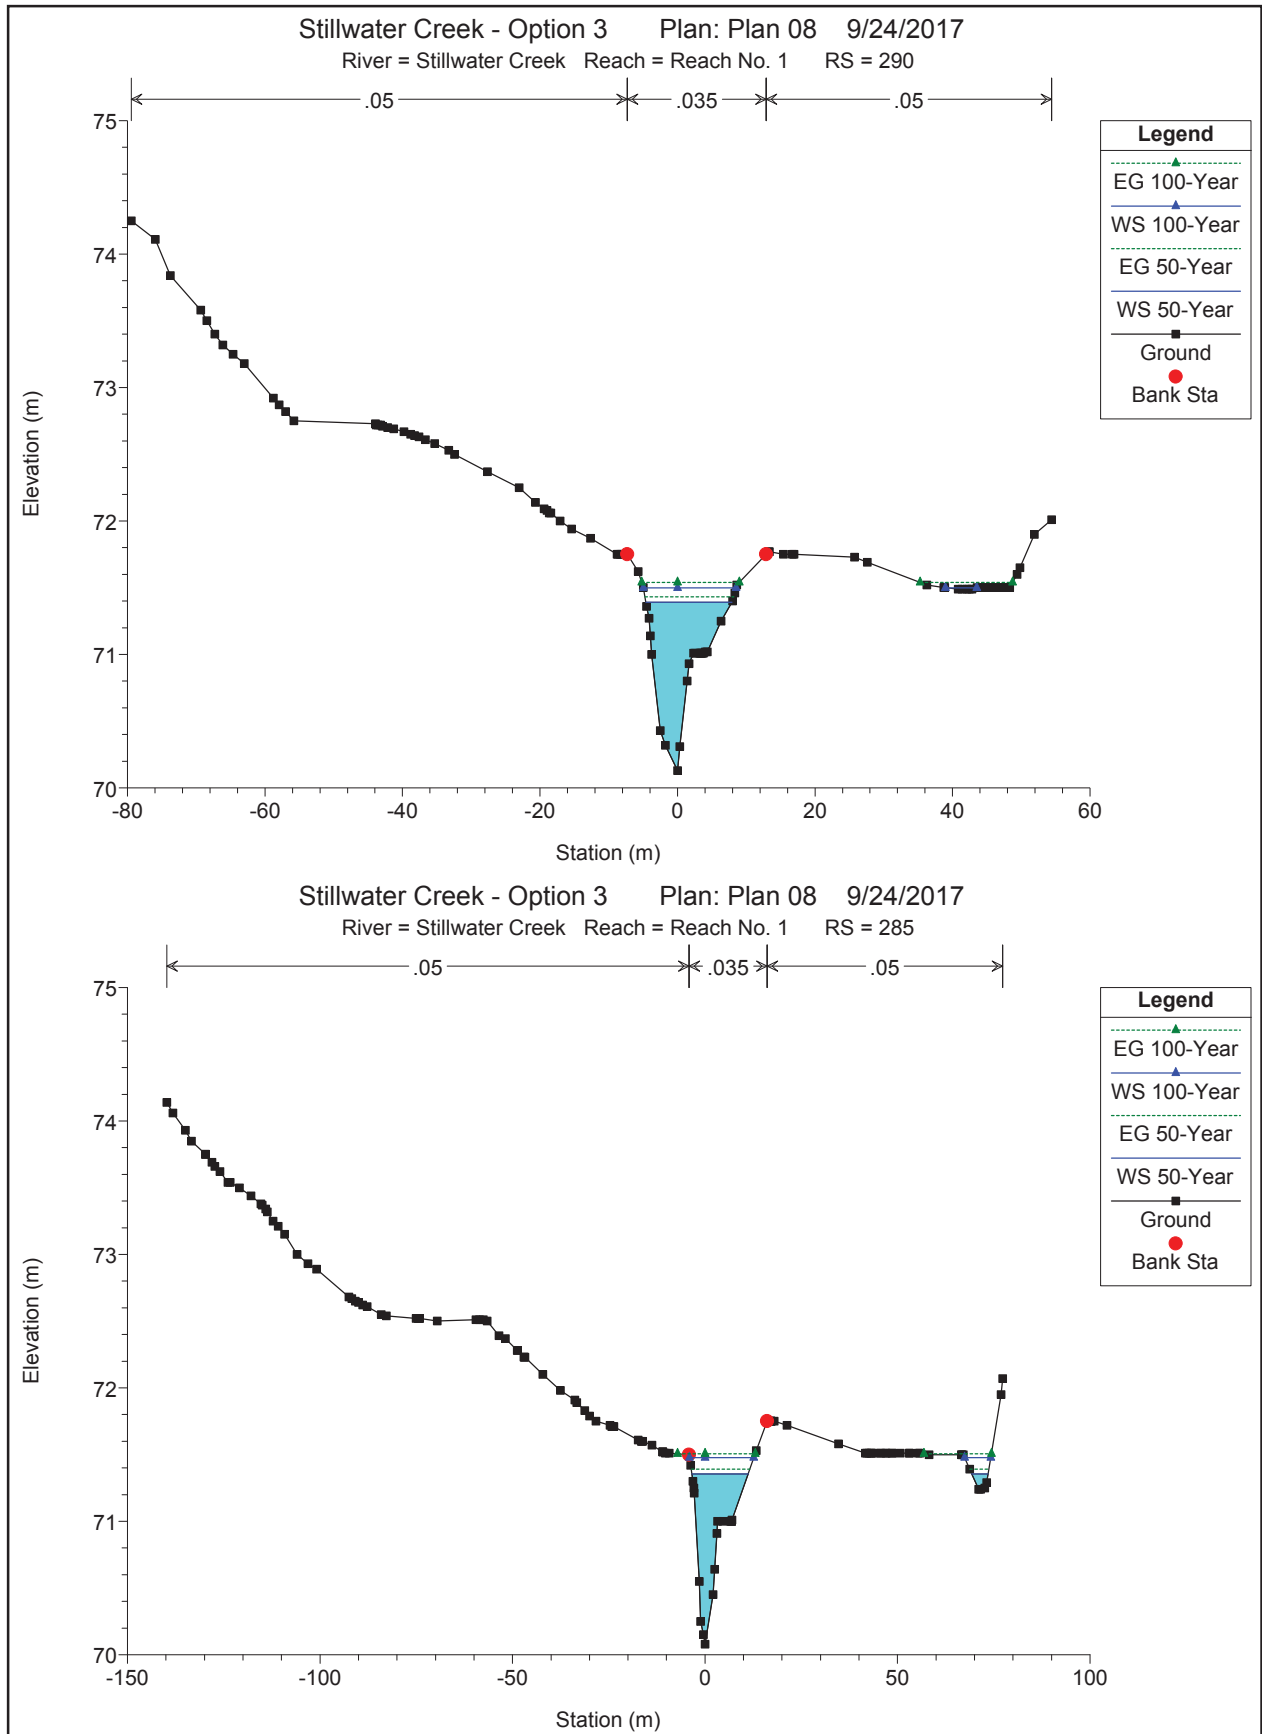 Stillwater Creek - Option 3 Plan: Plan 08 9/24/2017
River = Stillwater Creek Reach = Reach No. 1 RS = 290
.05 .035 .05
75
74
73
72
71
70
Elevation (m)
-80 -60 -40 -20 0 20 40 60
Station (m)
Legend
EG 100-Year
WS 100-Year
EG 50-Year
WS 50-Year
Ground
Bank Sta
Stillwater Creek - Option 3 Plan: Plan 08 9/24/2017
River = Stillwater Creek Reach = Reach No. 1 RS = 285
.05 .035 .05
75
74
73
72
71
70
Elevation (m)
-150 -100 -50 0 50 100
Station (m)
Legend
EG 100-Year
WS 100-Year
EG 50-Year
WS 50-Year
Ground
Bank Sta